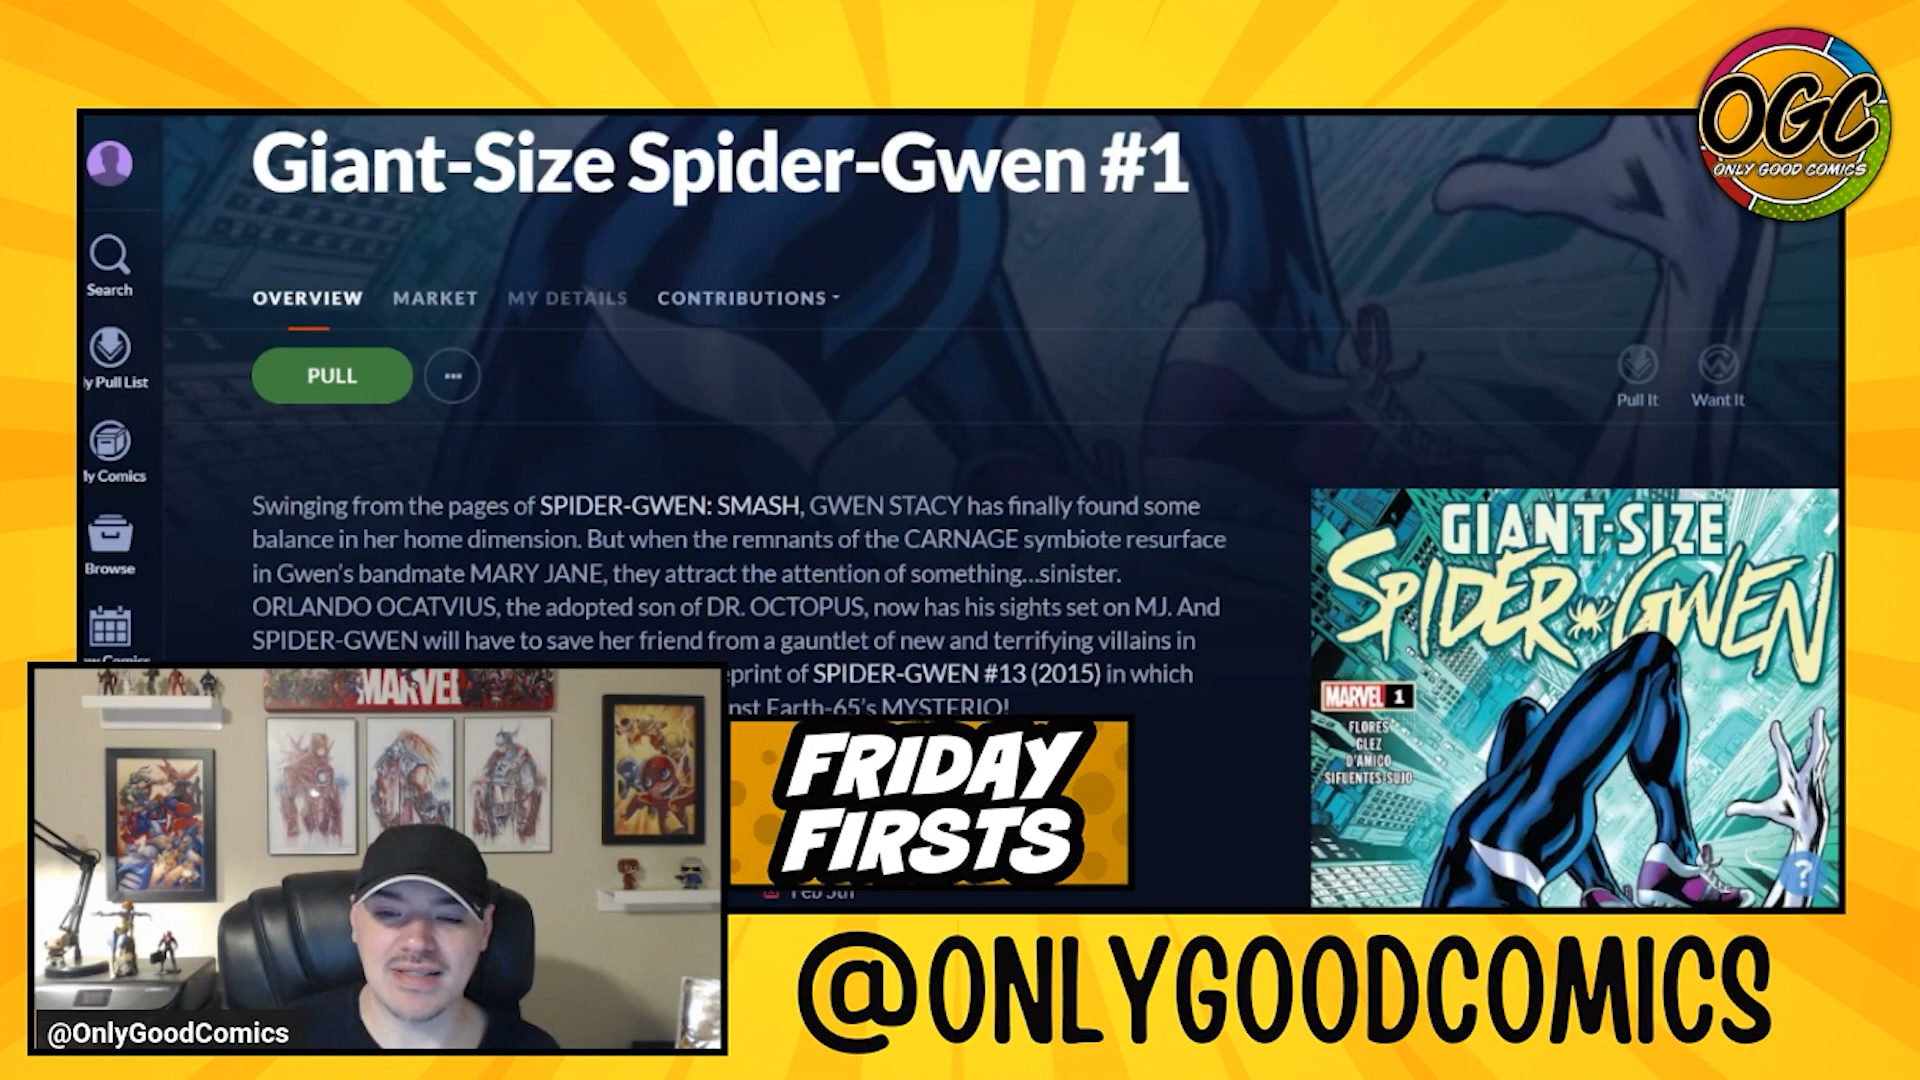 OGC
ONLY GOOD COMICS
Giant-Size Spider-Gwen #1
Search
OVERVIEW MARKET MY DETAILS CONTRIBUTIONS
y Pull List
PULL
...
Pull It Want It
ly Comics
Browse
Swinging from the pages of SPIDER-GWEN: SMASH, GWEN STACY has finally found some
balance in her home dimension. But when the remnants of the CARNAGE symbiote resurface
in Gwen's bandmate MARY JANE, they attract the attention of something...sinister.
ORLANDO OCATVIUS, the adopted son of DR. OCTOPUS, now has his sights set on MJ. And
SPIDER-GWEN will have to save her friend from a gauntlet of new and terrifying villains in
print of SPIDER-GWEN #13 (2015) in which
nst Earth-65's MYSTERIO!
GIANT-SIZE
SPIDER-GWEN
MARVEL 1
FLORES
GLEZ
D'AMICO
SIFUENTES-SUJO
?
MARVEL
FRIDAY
FIRSTS
Feb 5th
@OnlyGoodComics
@ONLYGOODCOMICS